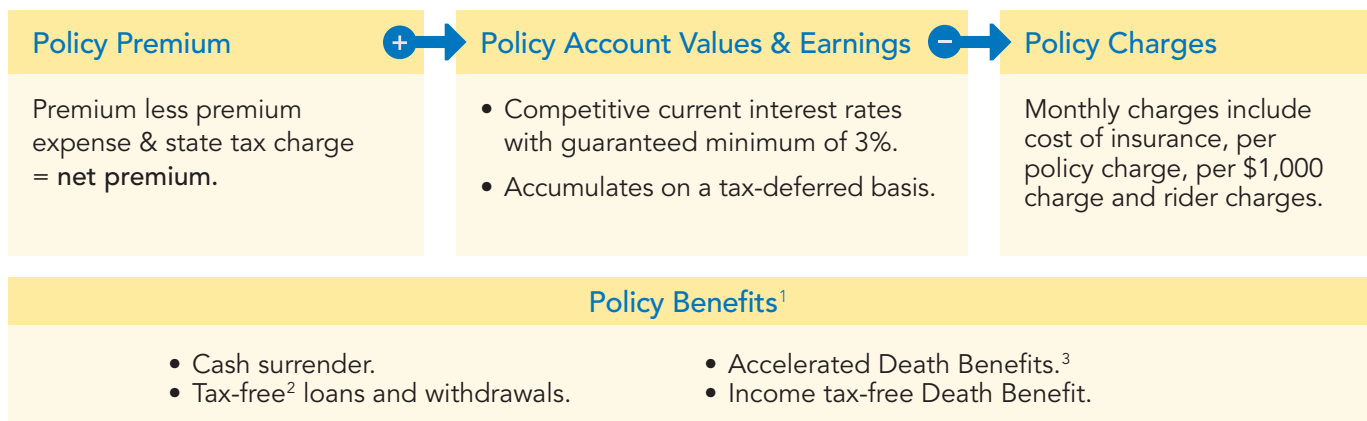 Policy Premium
Premium less premium
expense & state tax charge
= net premium.
+
Policy Account Values & Earnings
• Competitive current interest rates
with guaranteed minimum of 3%.
• Accumulates on a tax-deferred basis.
−
Policy Charges
Monthly charges include
cost of insurance, per
policy charge, per $1,000
charge and rider charges.
Policy Benefits¹
• Cash surrender.
• Tax-free² loans and withdrawals.
• Accelerated Death Benefits.³
• Income tax-free Death Benefit.